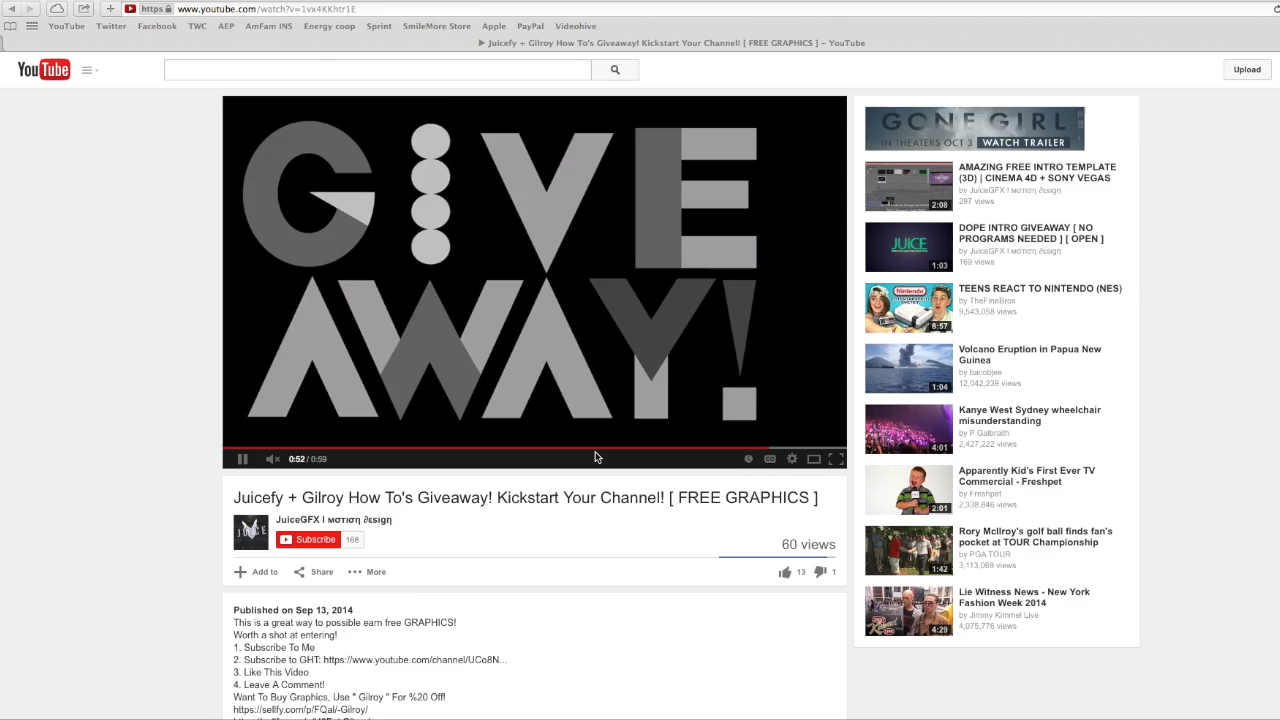 https www.youtube.com/watch?v=1vx4KKhtr1E
YouTube Twitter Facebook TWC AEP AmFam INS Energy coop Sprint SmileMore Store Apple PayPal Videohive
▶ Juicefy + Gilroy How To's Giveaway! Kickstart Your Channel! [ FREE GRAPHICS ] – YouTube
YouTube
Upload
GIVE
AWAY!
0:52 / 0:59
Juicefy + Gilroy How To's Giveaway! Kickstart Your Channel! [ FREE GRAPHICS ]
JUICE
JuiceGFX l мσтιση ∂εsιgη
Subscribe 168
60 views
Add to Share More
13 1
Published on Sep 13, 2014
This is a great way to possible earn free GRAPHICS!
Worth a shot at entering!
1. Subscribe To Me
2. Subscribe to GHT: https://www.youtube.com/channel/UCo8N...
3. Like This Video
4. Leave A Comment!
Want To Buy Graphics, Use " Gilroy " For %20 Off!
https://sellfy.com/p/FQal/-Gilroy/
GONE GIRL
IN THEATERS OCT 3 WATCH TRAILER
2:08
AMAZING FREE INTRO TEMPLATE
(3D) | CINEMA 4D + SONY VEGAS
by JuiceGFX l мσтιση ∂εsιgη
297 views
JUICE
1:03
DOPE INTRO GIVEAWAY [ NO
PROGRAMS NEEDED ] [ OPEN ]
by JuiceGFX l мσтιση ∂εsιgη
169 views
Nintendo
8:57
TEENS REACT TO NINTENDO (NES)
by TheFineBros
9,543,058 views
1:04
Volcano Eruption in Papua New
Guinea
by bacobjee
12,042,239 views
4:01
Kanye West Sydney wheelchair
misunderstanding
by P Galbraith
2,427,222 views
2:01
Apparently Kid's First Ever TV
Commercial - Freshpet
by Freshpet
2,338,646 views
1:42
Rory McIlroy's golf ball finds fan's
pocket at TOUR Championship
by PGA TOUR
3,113,069 views
KIMMEL
4:29
Lie Witness News - New York
Fashion Week 2014
by Jimmy Kimmel Live
4,075,776 views